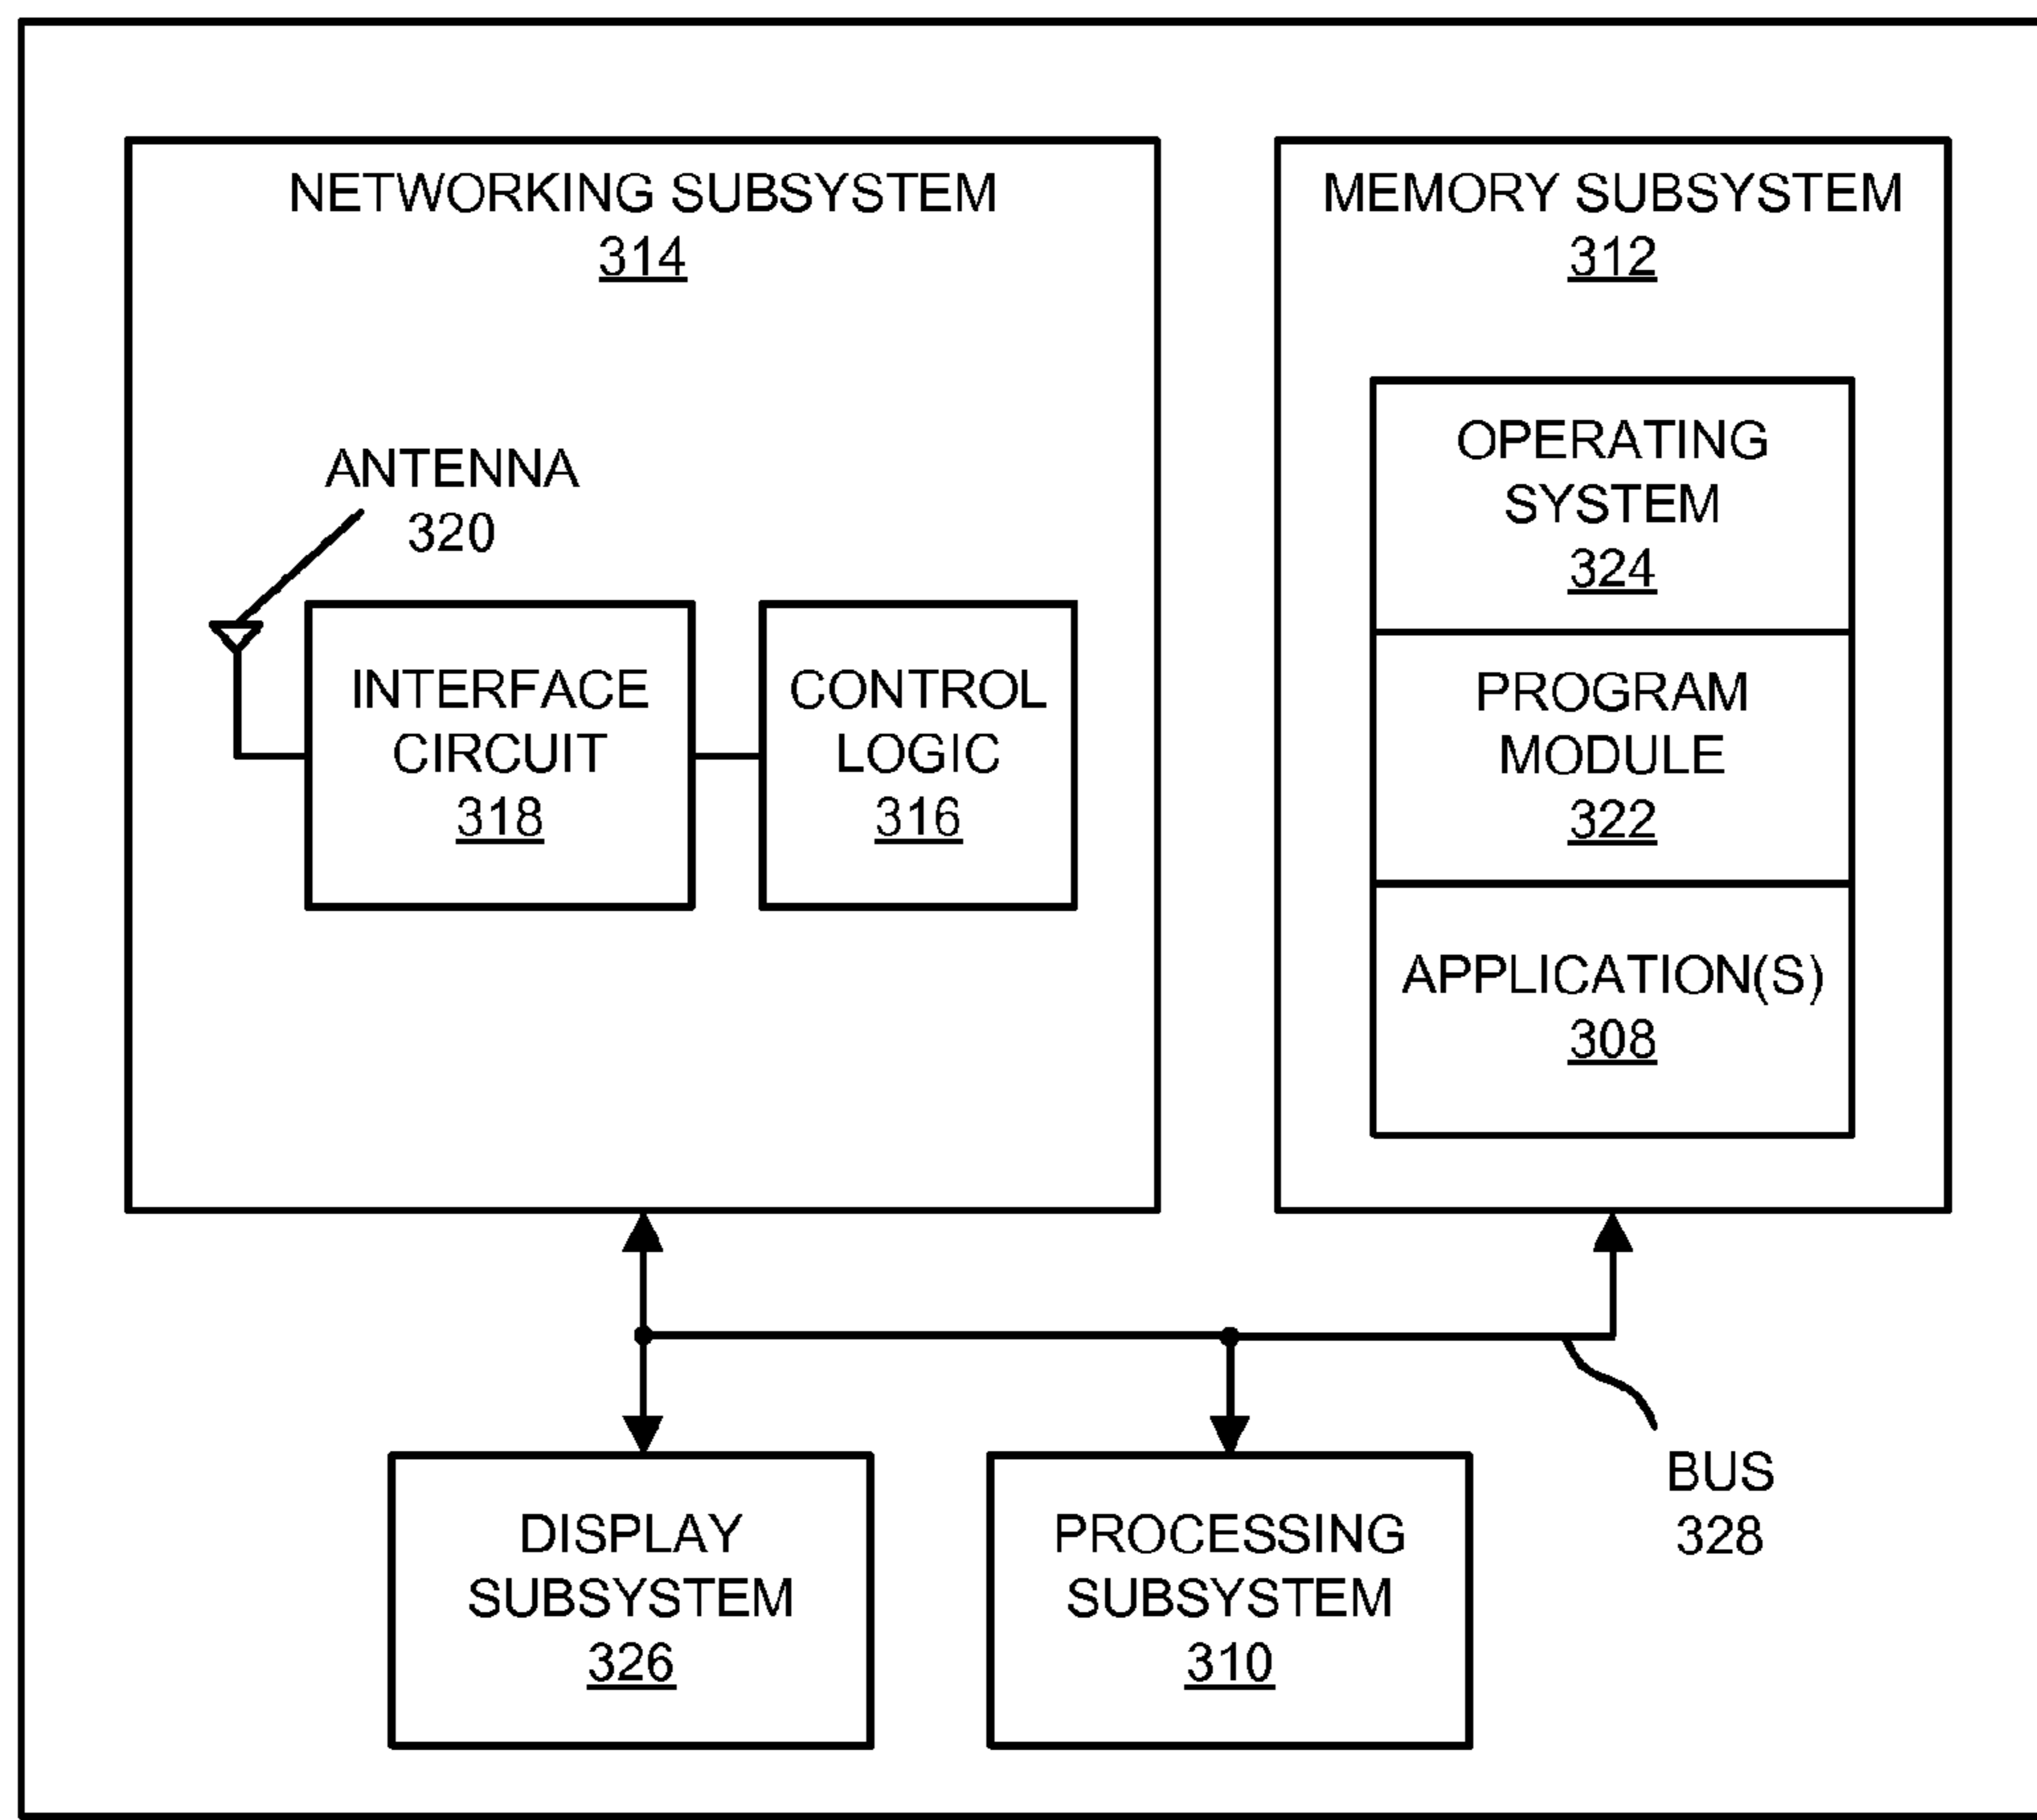 NETWORKING SUBSYSTEM
314
ANTENNA
320
INTERFACE
CIRCUIT
318
CONTROL
LOGIC
316
MEMORY SUBSYSTEM
312
OPERATING
SYSTEM
324
PROGRAM
MODULE
322
APPLICATION(S)
308
DISPLAY
SUBSYSTEM
326
PROCESSING
SUBSYSTEM
310
BUS
328